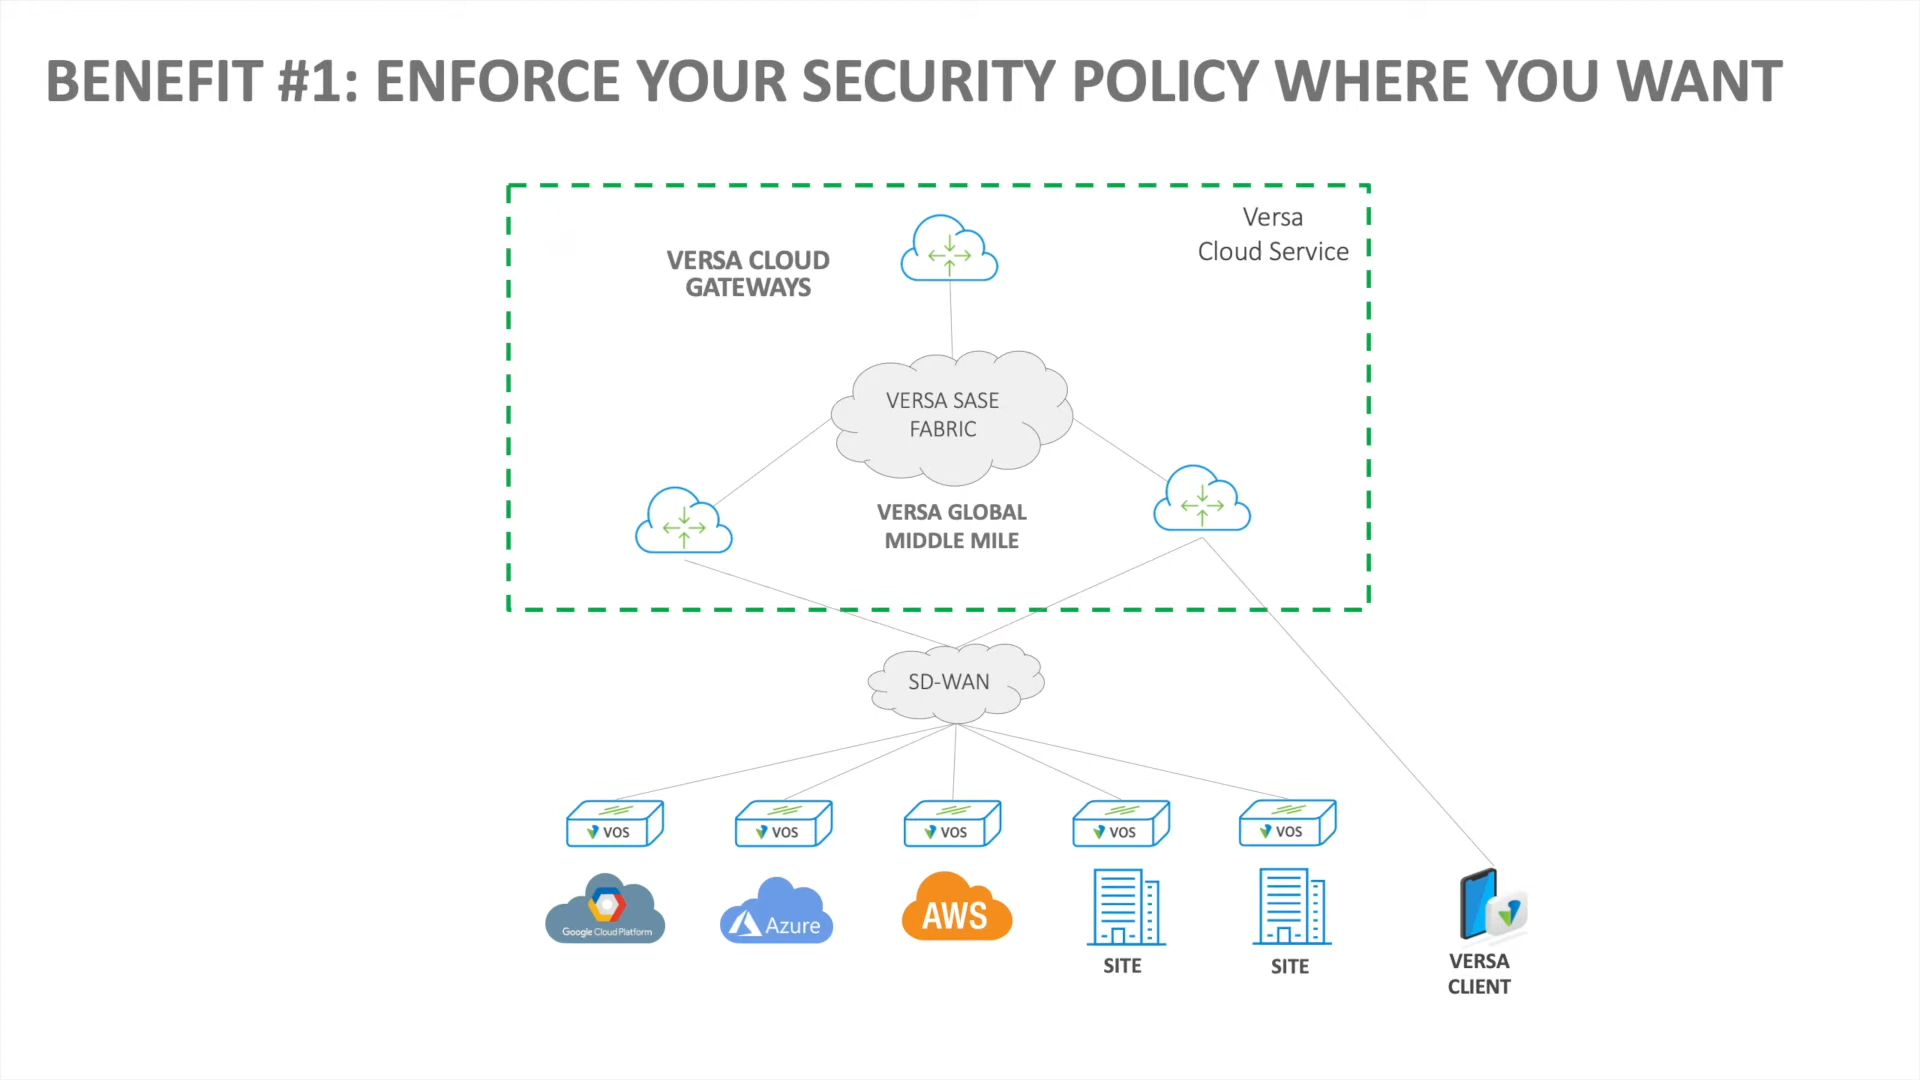 BENEFIT #1: ENFORCE YOUR SECURITY POLICY WHERE YOU WANT
Versa
Cloud Service
VERSA CLOUD
GATEWAYS
VERSA SASE
FABRIC
VERSA GLOBAL
MIDDLE MILE
SD-WAN
VOS
VOS
VOS
VOS
VOS
Google Cloud Platform
Azure
AWS
SITE
SITE
VERSA
CLIENT